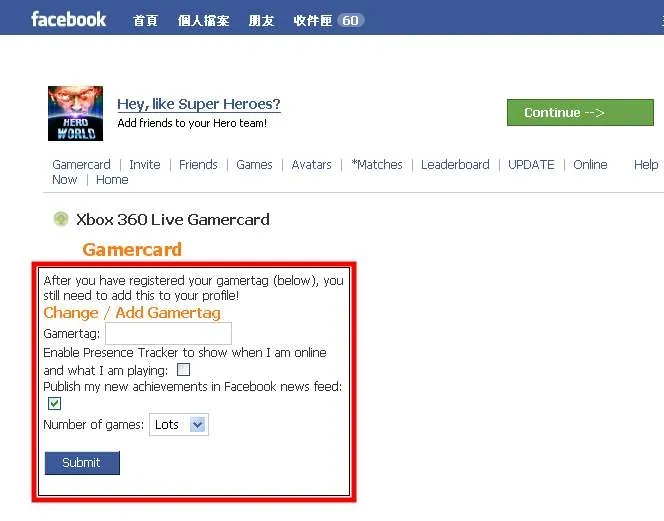 facebook 首頁 個人檔案 朋友 收件匣 60
Hey, like Super Heroes?
Add friends to your Hero team!
HERO
WORLD
Continue -->
Gamercard | Invite | Friends | Games | Avatars | *Matches | Leaderboard | UPDATE | Online Help
Now | Home
Xbox 360 Live Gamercard
Gamercard
After you have registered your gamertag (below), you
still need to add this to your profile!
Change / Add Gamertag
Gamertag:
Enable Presence Tracker to show when I am online
and what I am playing:
Publish my new achievements in Facebook news feed:
Number of games: Lots
Submit